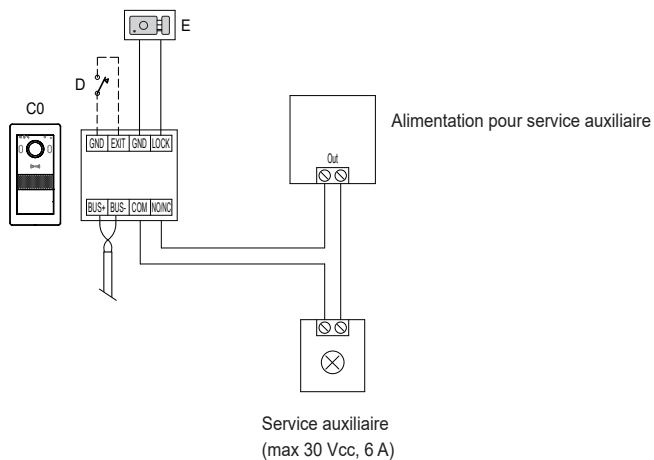 E
D
C0
GND EXIT GND LOCK
Alimentation pour service auxiliaire
Out
BUS+ BUS- COM NO/NC
Service auxiliaire
(max 30 Vcc, 6 A)